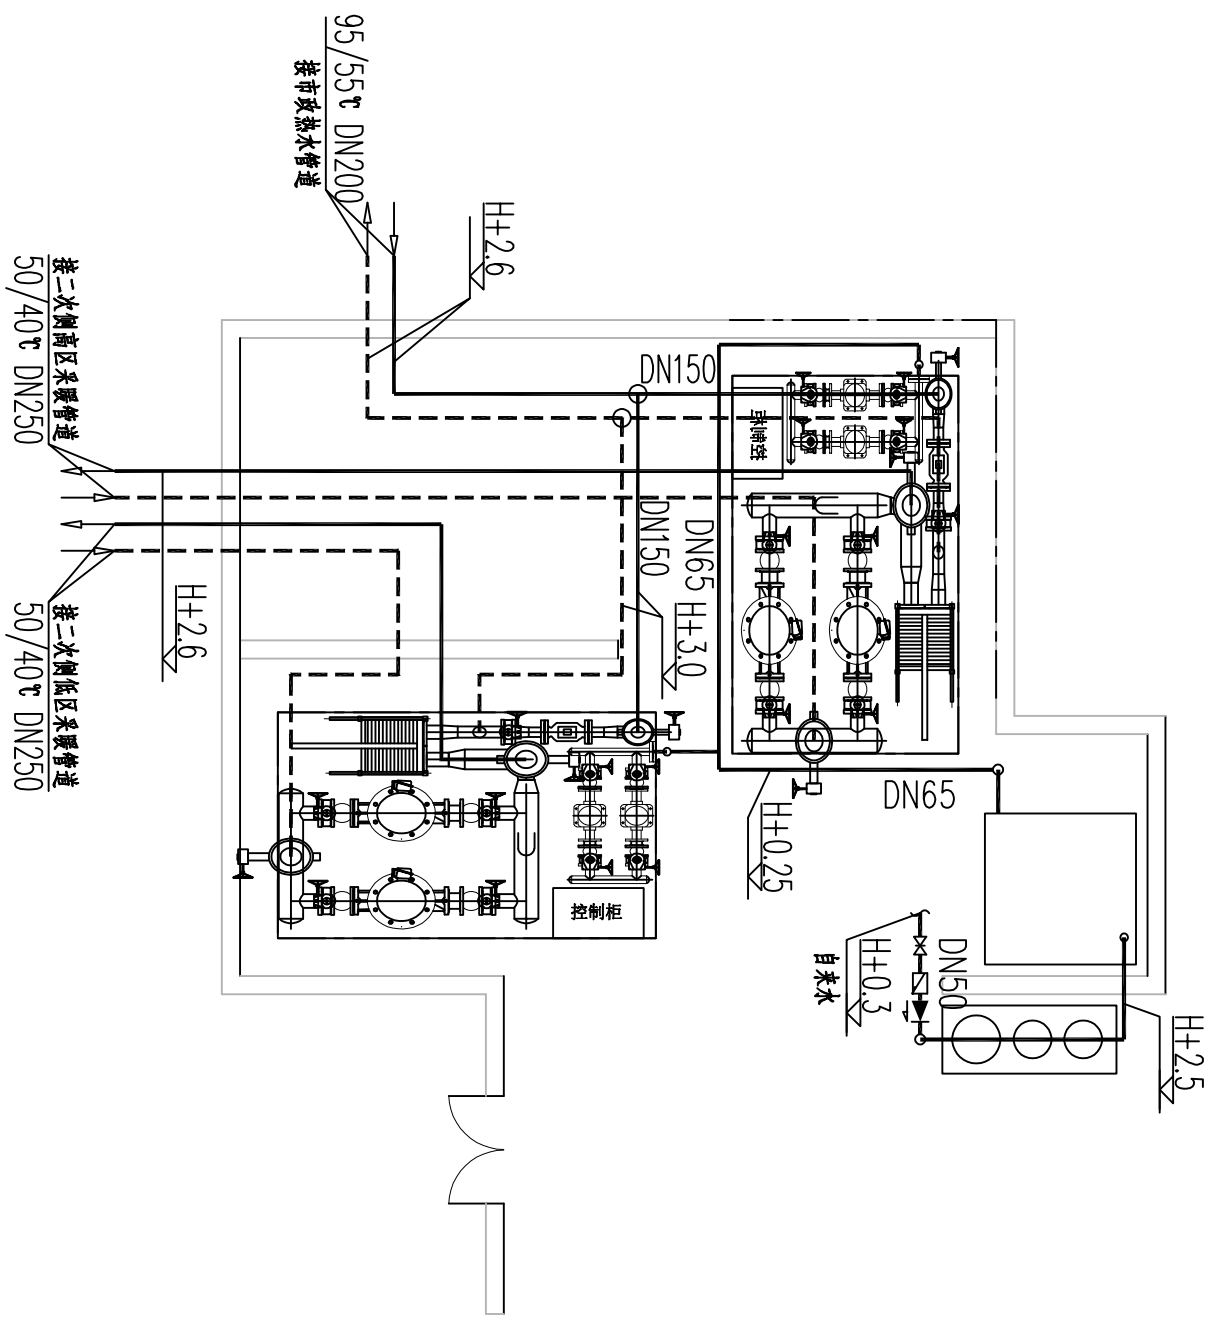 95/55℃ DN200
接市政热水管道
H+2.6
接二次侧高区采暖管道
50/40℃ DN250
DN150
控制柜
DN150
DN65
H+3.0
H+2.6
接二次侧低区采暖管道
50/40℃ DN250
DN65
H+0.25
控制柜
DN50
H+0.3
自来水
H+2.5